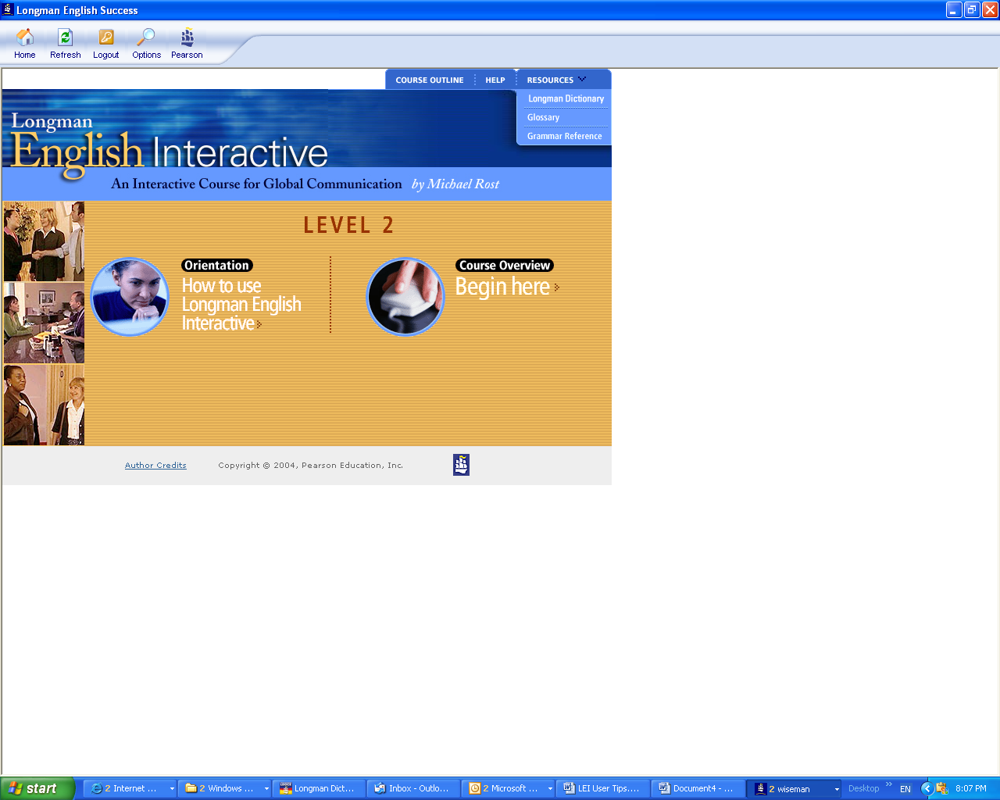 Longman English Success
Home Refresh Logout Options Pearson
COURSE OUTLINE HELP RESOURCES
Longman Dictionary
Glossary
Grammar Reference
Longman
English Interactive
An Interactive Course for Global Communication by Michael Rost
LEVEL 2
Orientation
How to use
Longman English
Interactive
Course Overview
Begin here
Author Credits Copyright © 2004, Pearson Education, Inc.
start 2 Internet ... 2 Windows ... Longman Dict... Inbox - Outlo... 2 Microsoft ... LEI User Tips.... Document4 - ... 2 wiseman Desktop » EN 8:07 PM